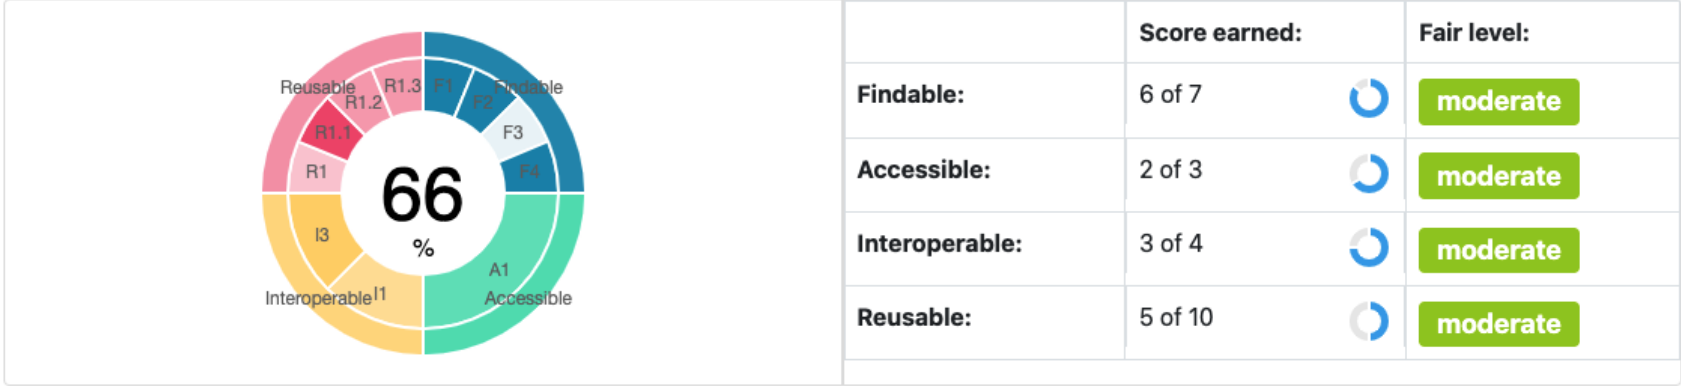 Reusable
R1.3
F1
Findable
R1.2
F2
R1.1
F3
R1
F4
66
%
I3
A1
Interoperable
I1
Accessible
Score earned:
Fair level:
Findable:
6 of 7
moderate
Accessible:
2 of 3
moderate
Interoperable:
3 of 4
moderate
Reusable:
5 of 10
moderate